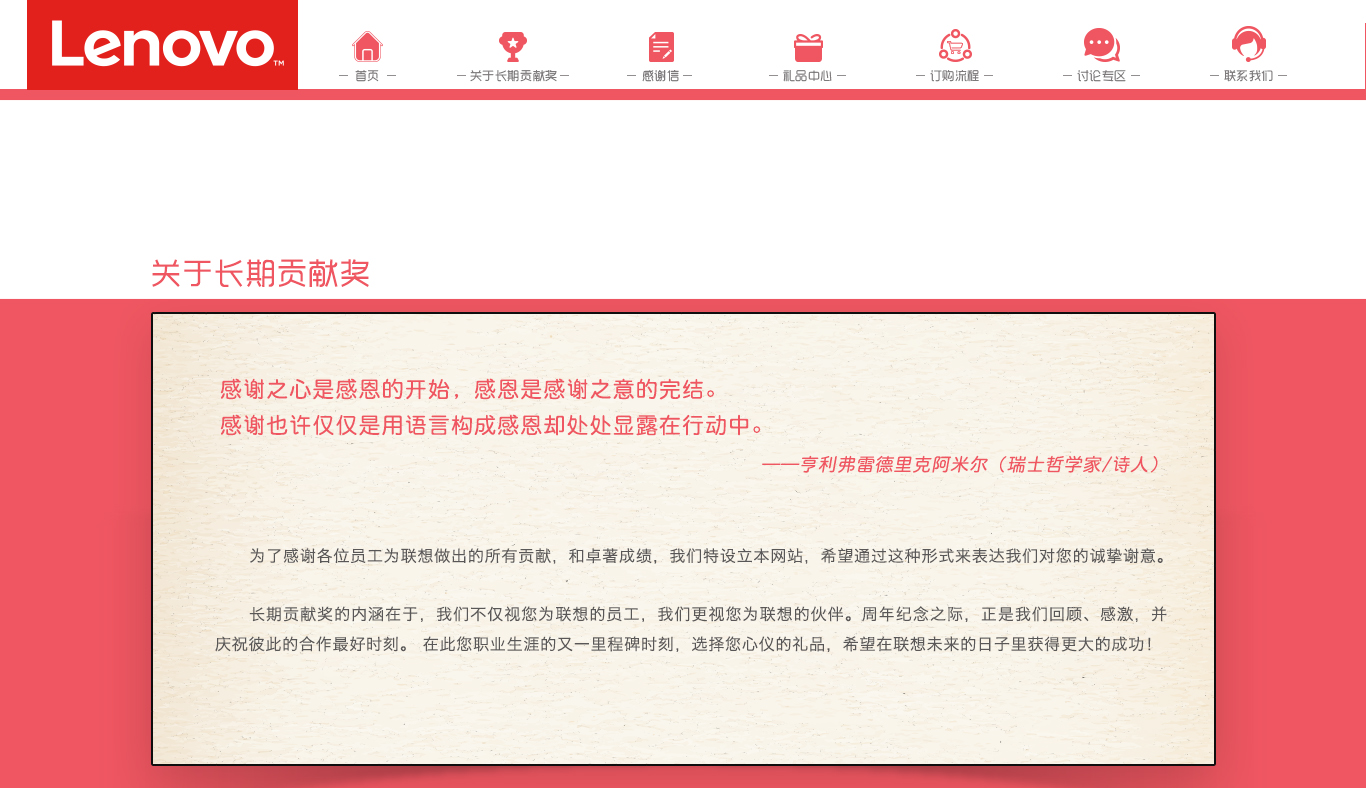 Lenovo™
首页
关于长期贡献奖
感谢信
礼品中心
订购流程
讨论专区
联系我们
关于长期贡献奖
感谢之心是感恩的开始，感恩是感谢之意的完结。
感谢也许仅仅是用语言构成感恩却处处显露在行动中。
——亨利弗雷德里克阿米尔（瑞士哲学家/诗人）
为了感谢各位员工为联想做出的所有贡献，和卓著成绩，我们特设立本网站，希望通过这种形式来表达我们对您的诚挚谢意。
长期贡献奖的内涵在于，我们不仅视您为联想的员工，我们更视您为联想的伙伴。周年纪念之际，正是我们回顾、感激，并
庆祝彼此的合作最好时刻。 在此您职业生涯的又一里程碑时刻，选择您心仪的礼品，希望在联想未来的日子里获得更大的成功！